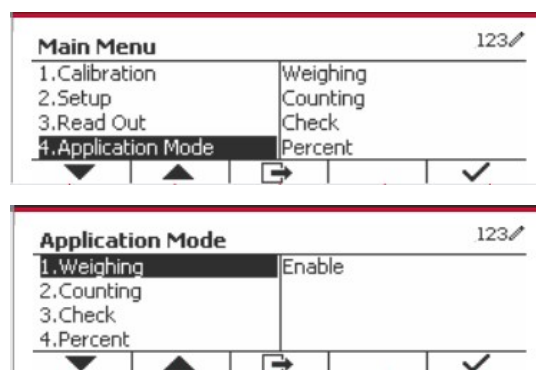 Main Menu 123
1.Calibration Weighing
2.Setup Counting
3.Read Out Check
4.Application Mode Percent
Application Mode 123
1.Weighing Enable
2.Counting
3.Check
4.Percent